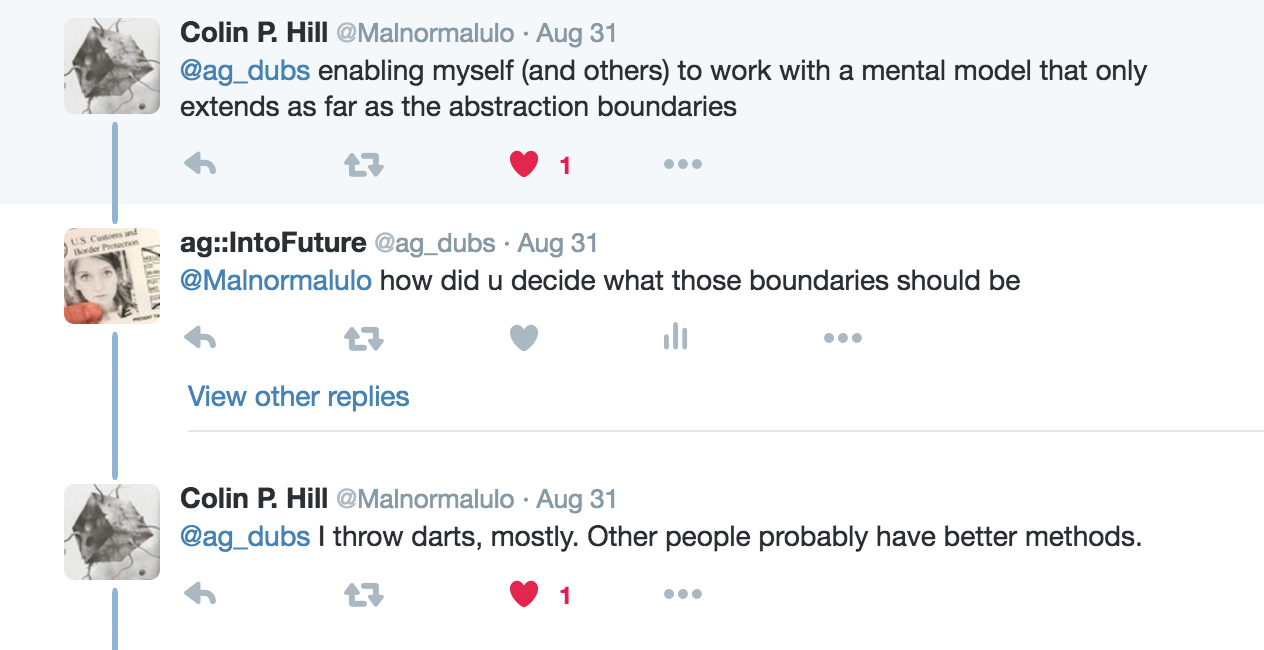 Colin P. Hill @Malnormalulo · Aug 31
@ag_dubs enabling myself (and others) to work with a mental model that only
extends as far as the abstraction boundaries
1
U.S. Customs and
Border Protection
ag::IntoFuture @ag_dubs · Aug 31
@Malnormalulo how did u decide what those boundaries should be
View other replies
Colin P. Hill @Malnormalulo · Aug 31
@ag_dubs I throw darts, mostly. Other people probably have better methods.
1